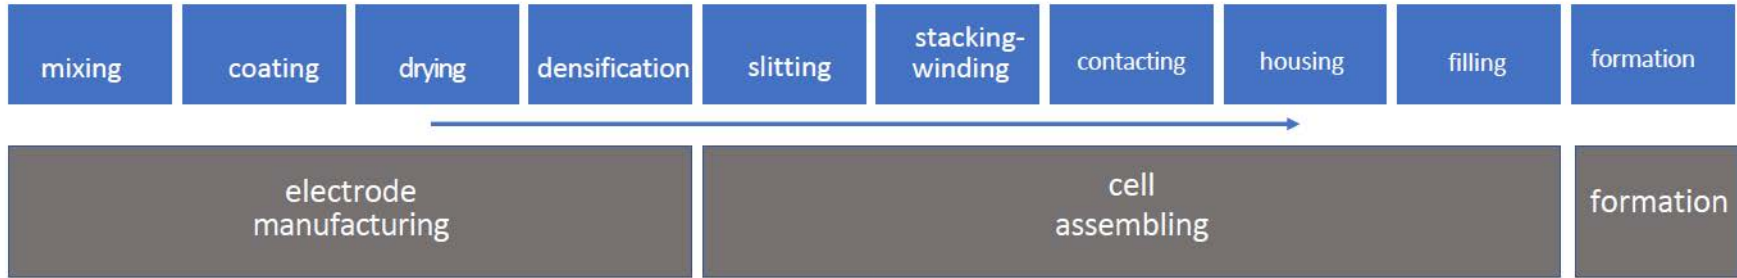 mixing
coating
drying
densification
slitting
stacking-
winding
contacting
housing
filling
formation
electrode
manufacturing
cell
assembling
formation